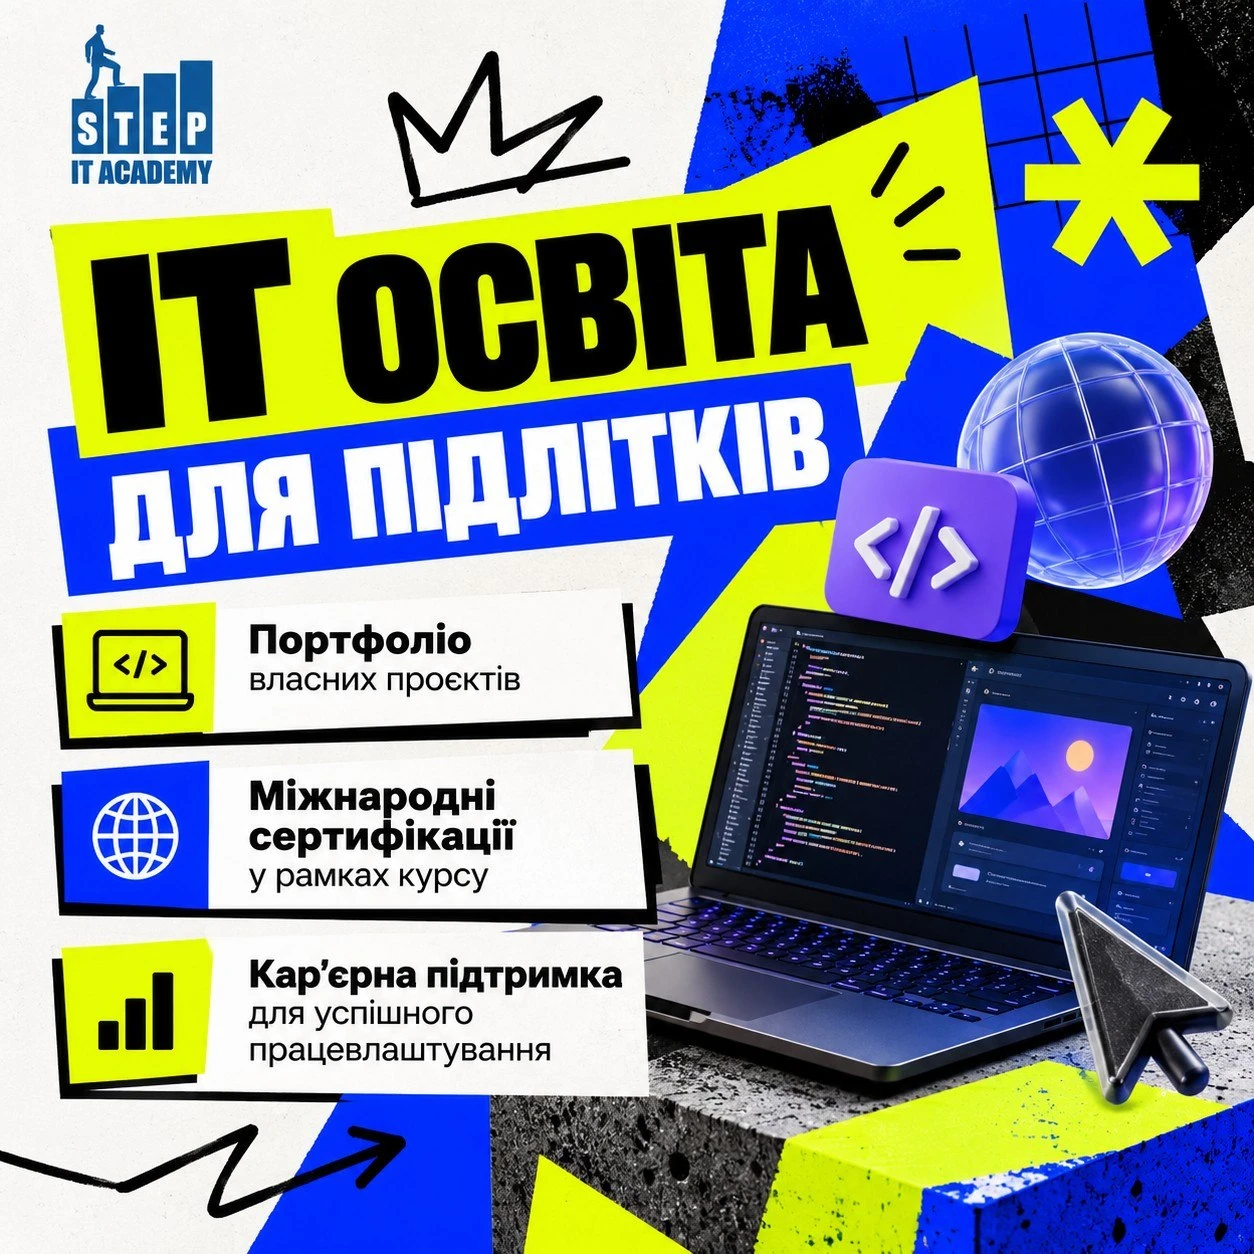 STEP
IT ACADEMY
ІТ ОСВІТА
ДЛЯ ПІДЛІТКІВ
</>
</>
Портфоліо
власних проєктів
Міжнародні
сертифікації
у рамках курсу
Кар’єрна підтримка
для успішного
працевлаштування